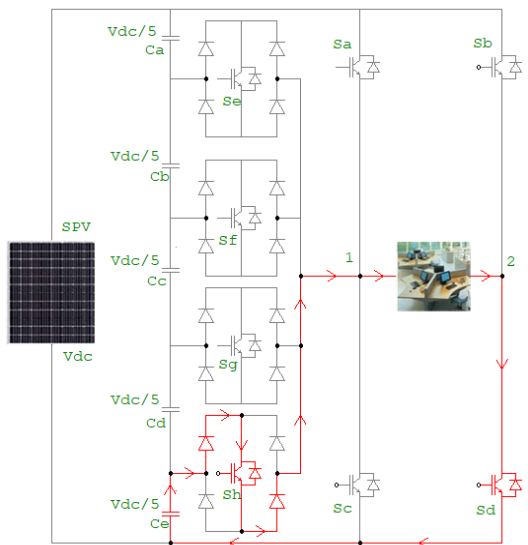 Vdc/5
Ca
Se
Sa
Sb
Vdc/5
Cb
Sf
SPV
Vdc/5
Cc
1
2
Vdc
Sg
Vdc/5
Cd
Vdc/5
Ce
Sh
Sc
Sd